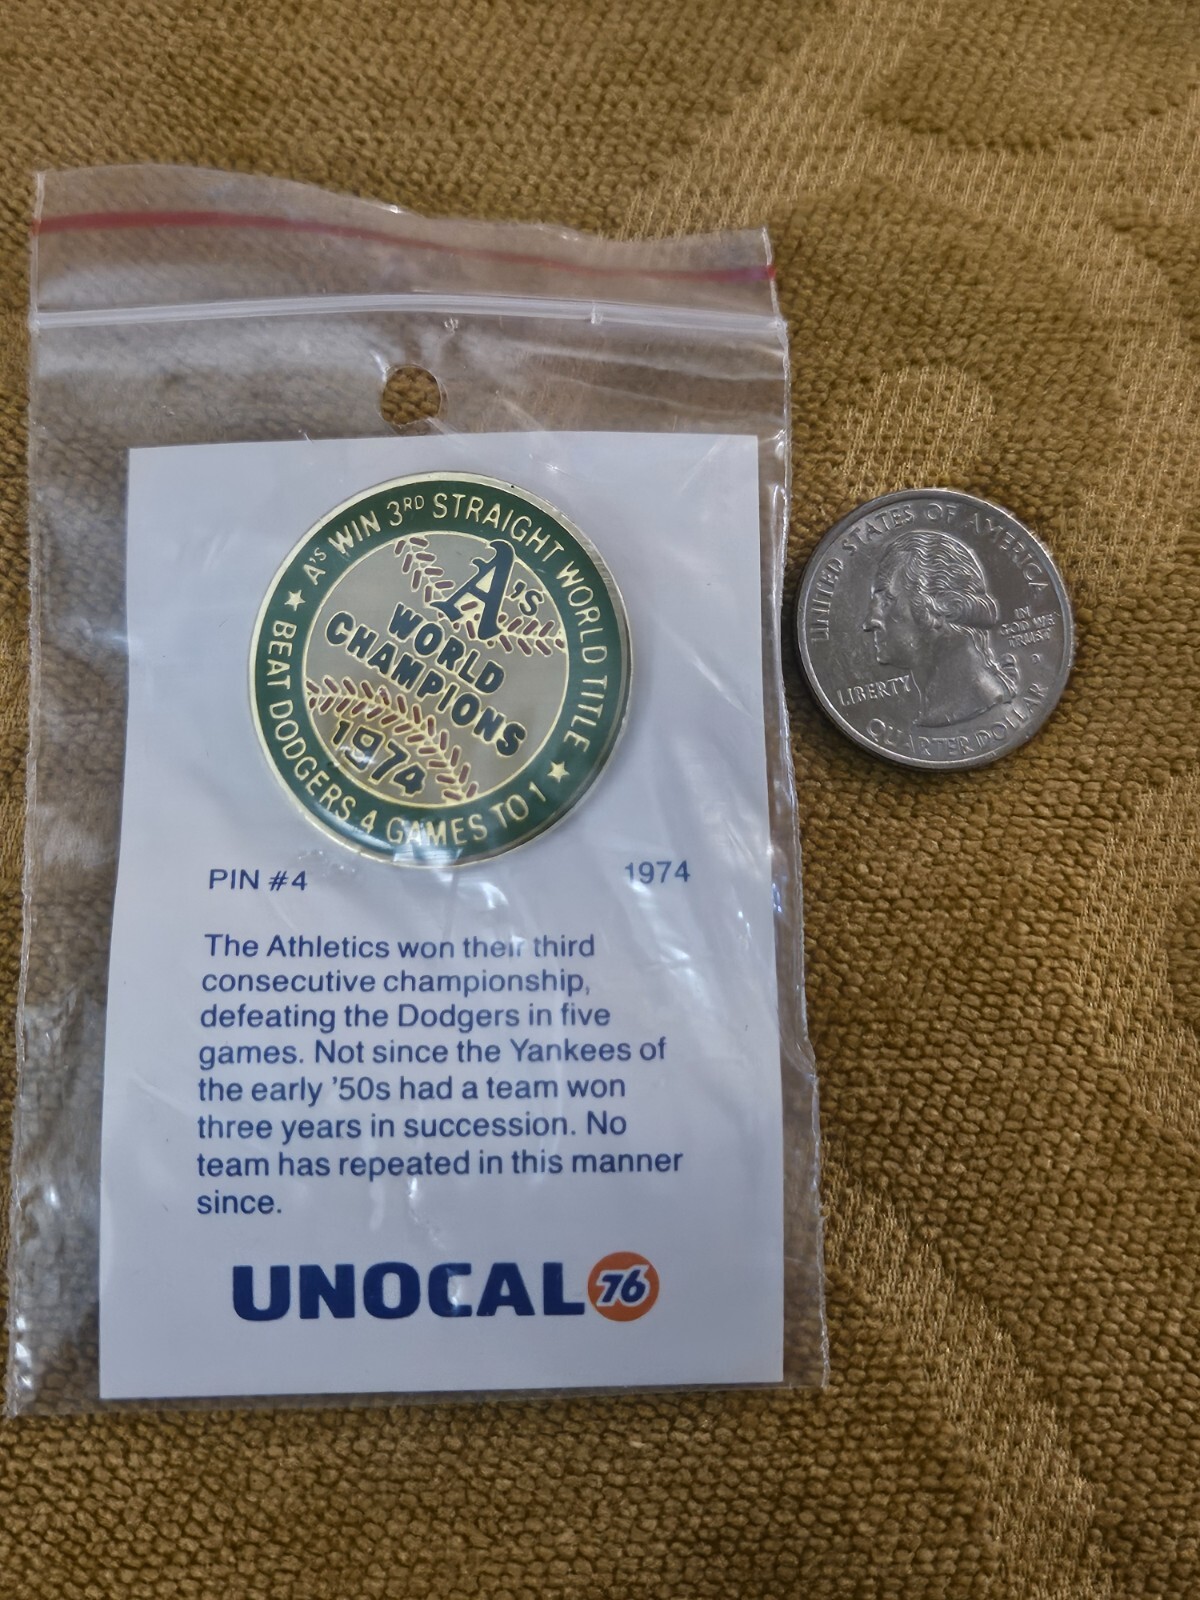 A's WIN 3RD STRAIGHT WORLD TITLE
★ BEAT DODGERS 4 GAMES TO 1 ★
A's
WORLD
CHAMPIONS
1974
PIN #4 1974
The Athletics won their third
consecutive championship,
defeating the Dodgers in five
games. Not since the Yankees of
the early '50s had a team won
three years in succession. No
team has repeated in this manner
since.
UNOCAL 76
UNITED STATES OF AMERICA
IN
GOD WE
TRUST
LIBERTY
QUARTER DOLLAR